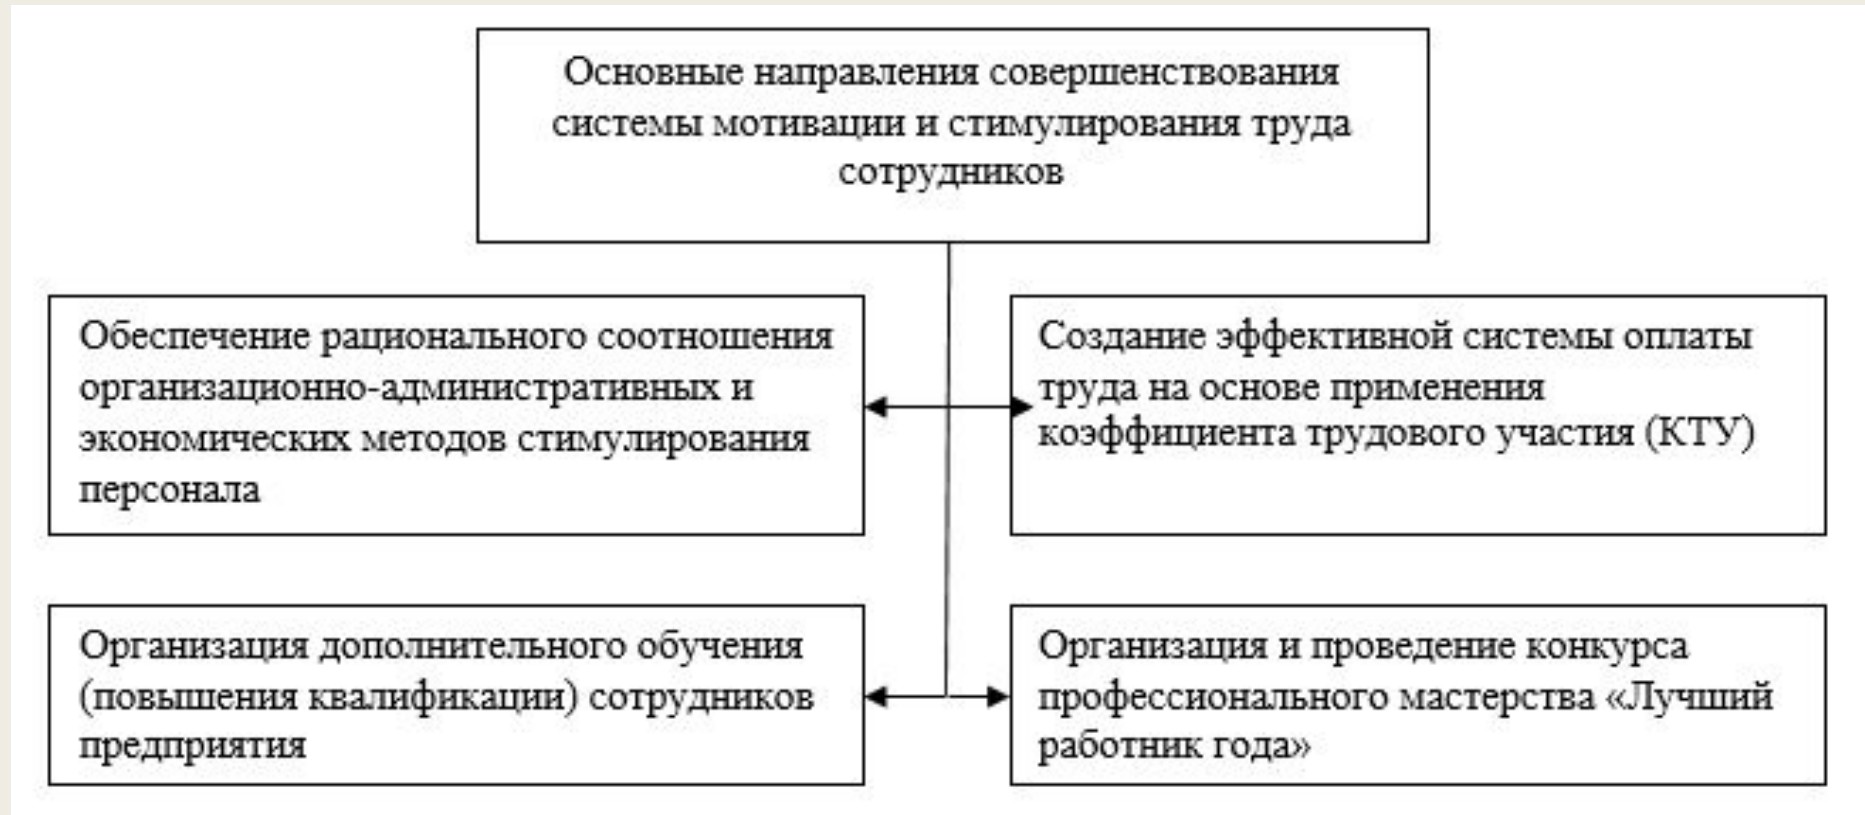 Основные направления совершенствования
системы мотивации и стимулирования труда
сотрудников
Обеспечение рационального соотношения
организационно-административных и
экономических методов стимулирования
персонала
Создание эффективной системы оплаты
труда на основе применения
коэффициента трудового участия (КТУ)
Организация дополнительного обучения
(повышения квалификации) сотрудников
предприятия
Организация и проведение конкурса
профессионального мастерства «Лучший
работник года»